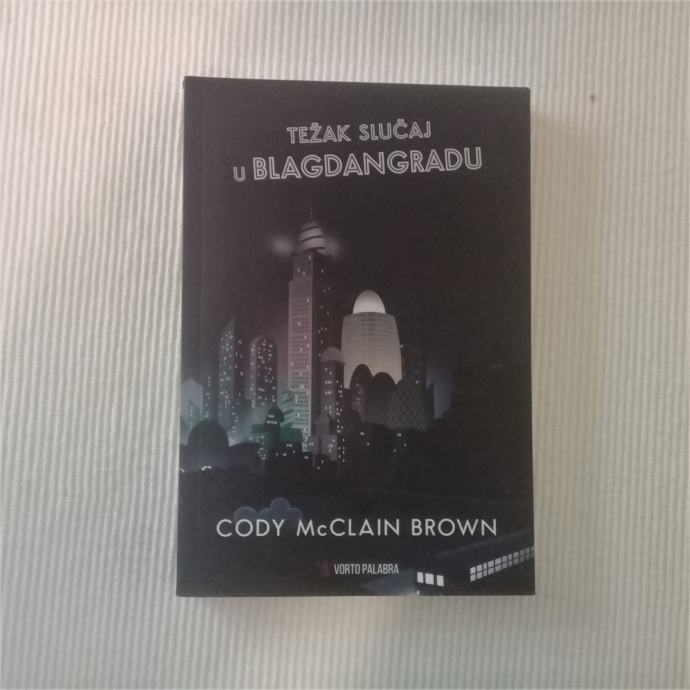 TEŽAK SLUČAJ
U BLAGDANGRADU
CODY McCLAIN BROWN
VORTO PALABRA